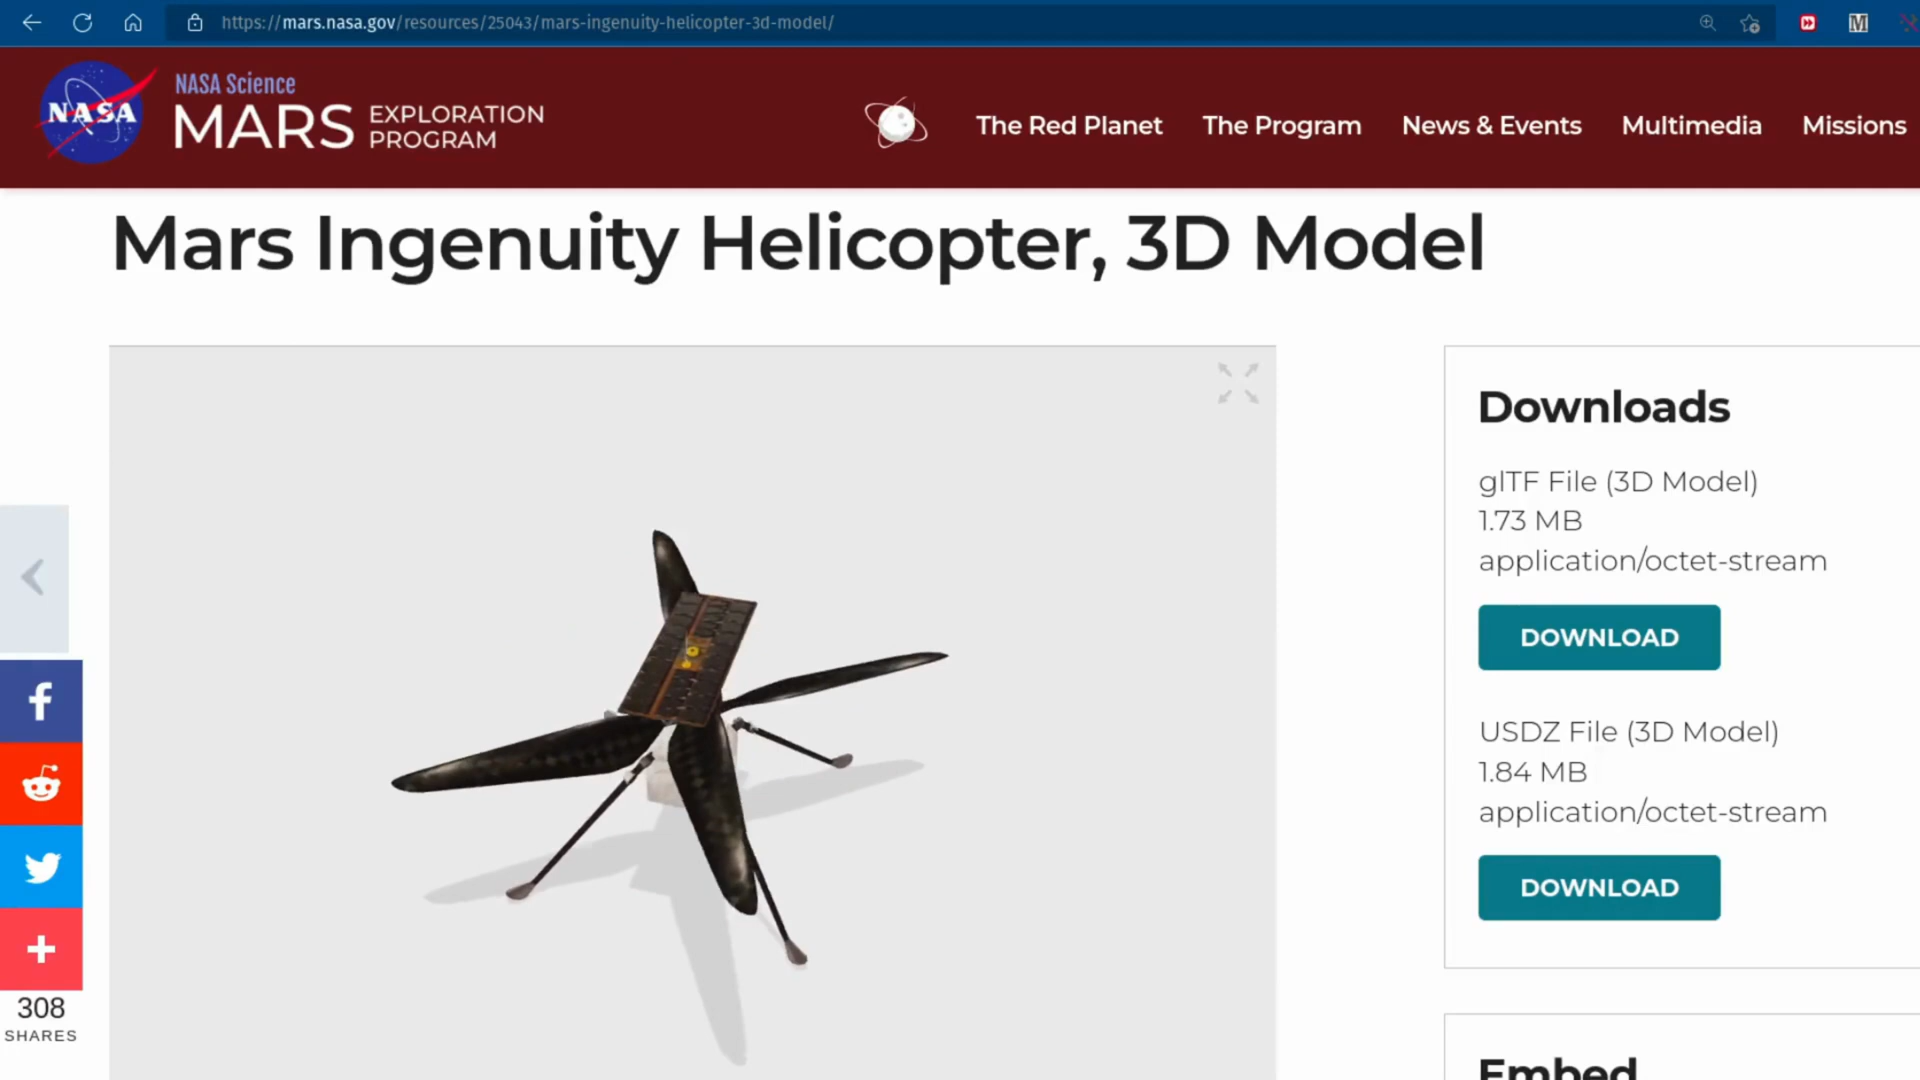 https://mars.nasa.gov/resources/25043/mars-ingenuity-helicopter-3d-model/
NASA
NASA Science
MARS EXPLORATION PROGRAM
The Red Planet
The Program
News & Events
Multimedia
Missions
Mars Ingenuity Helicopter, 3D Model
Downloads
glTF File (3D Model)
1.73 MB
application/octet-stream
DOWNLOAD
USDZ File (3D Model)
1.84 MB
application/octet-stream
DOWNLOAD
308
SHARES
Embed